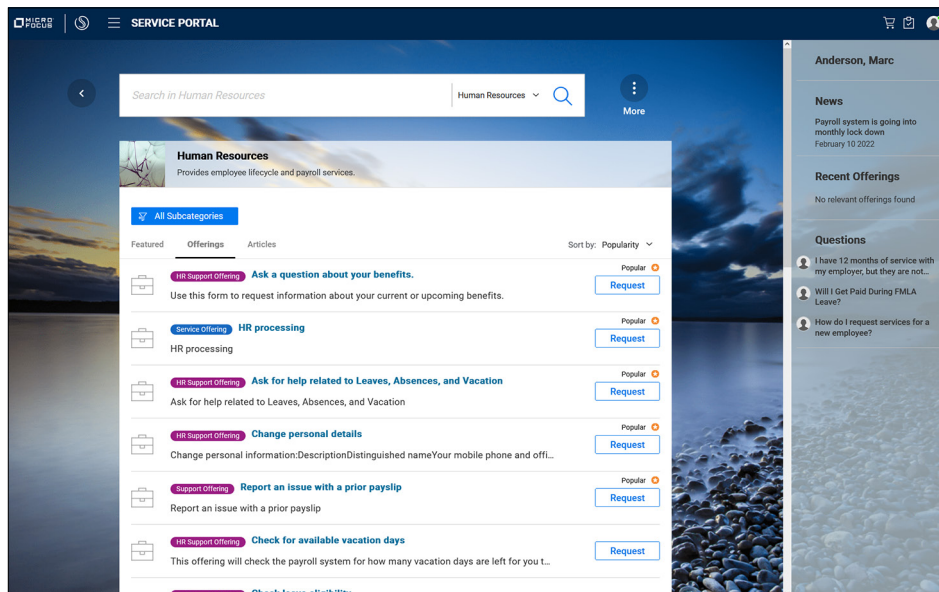 MICRO FOCUS
SERVICE PORTAL
Search in Human Resources
Human Resources
More
Human Resources
Provides employee lifecycle and payroll services.
All Subcategories
Featured Offerings Articles Sort by: Popularity
HR Support Offering Ask a question about your benefits. Popular
Use this form to request information about your current or upcoming benefits. Request
Service Offering HR processing Popular
HR processing Request
HR Support Offering Ask for help related to Leaves, Absences, and Vacation Popular
Ask for help related to Leaves, Absences, and Vacation Request
HR Support Offering Change personal details Popular
Change personal information:DescriptionDistinguished nameYour mobile phone and offi... Request
Support Offering Report an issue with a prior payslip Popular
Report an issue with a prior payslip Request
HR Support Offering Check for available vacation days
This offering will check the payroll system for how many vacation days are left for you t... Request
Check leave eligibility
Anderson, Marc
News
Payroll system is going into
monthly lock down
February 10 2022
Recent Offerings
No relevant offerings found
Questions
I have 12 months of service with
my employer, but they are not...
Will I Get Paid During FMLA
Leave?
How do I request services for a
new employee?